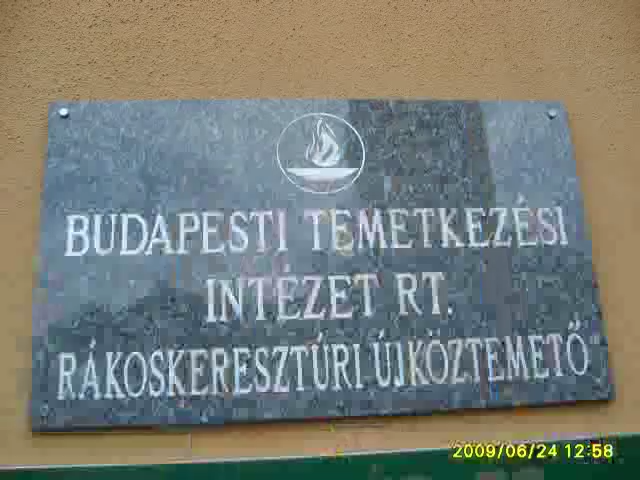 BUDAPESTI TEMETKEZÉSI
INTÉZET RT.
RÁKOSKERESZTÚRI ÚJKÖZTEMETŐ
2009/06/24 12:58